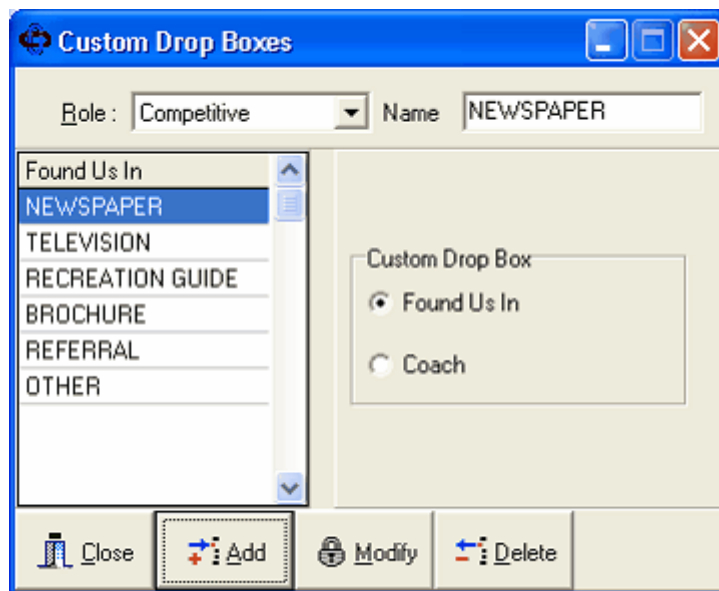 Custom Drop Boxes
Role : Competitive Name NEWSPAPER
Found Us In
NEWSPAPER
TELEVISION
RECREATION GUIDE
BROCHURE
REFERRAL
OTHER
Custom Drop Box
Found Us In
Coach
Close Add Modify Delete